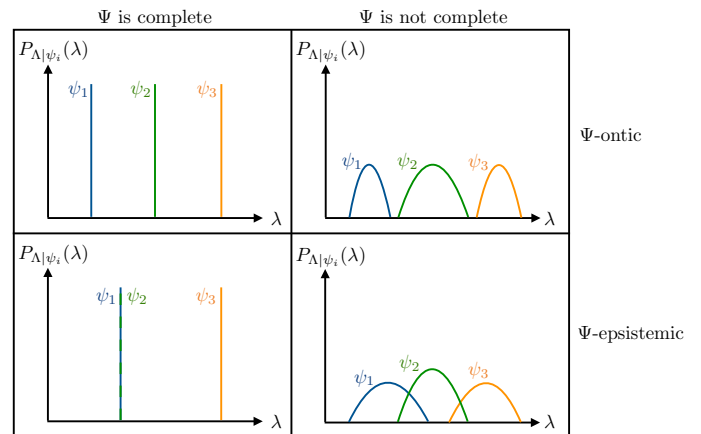 Ψ is complete
Ψ is not complete
P_{Λ|ψ_i}(λ)
ψ₁
ψ₂
ψ₃
λ
P_{Λ|ψ_i}(λ)
ψ₁
ψ₂
ψ₃
λ
Ψ-ontic
P_{Λ|ψ_i}(λ)
ψ₁
ψ₂
ψ₃
λ
P_{Λ|ψ_i}(λ)
ψ₁
ψ₂
ψ₃
λ
Ψ-epsistemic